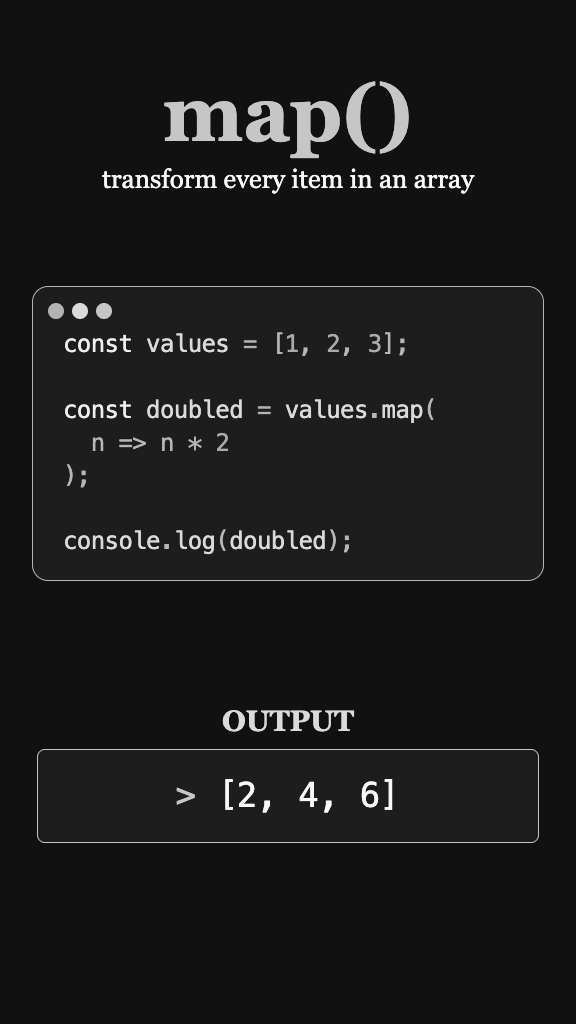 map()
transform every item in an array
const values = [1, 2, 3];
const doubled = values.map(
  n => n * 2
);
console.log(doubled);
OUTPUT
> [2, 4, 6]